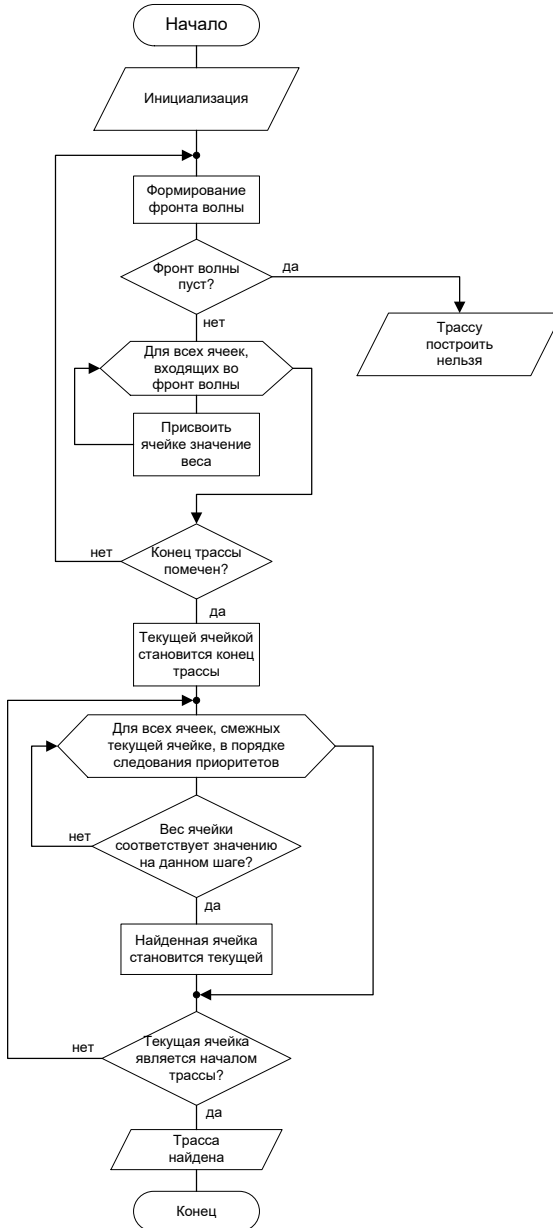 Начало
Инициализация
Формирование
фронта волны
Фронт волны
пуст?
да
Трассу
построить
нельзя
нет
Для всех ячеек,
входящих во
фронт волны
Присвоить
ячейке значение
веса
нет
Конец трассы
помечен?
да
Текущей ячейкой
становится конец
трассы
Для всех ячеек, смежных
текущей ячейке, в порядке
следования приоритетов
нет
Вес ячейки
соответствует значению
на данном шаге?
да
Найденная ячейка
становится текущей
нет
Текущая ячейка
является началом
трассы?
да
Трасса
найдена
Конец